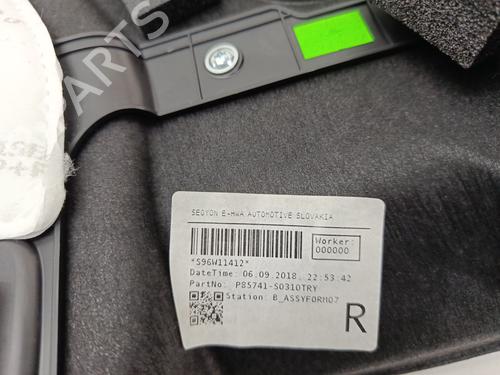 PARTS
SEOYON E-HWA AUTOMOTIVE SLOVAKIA
Worker:
000000
*S96W11412*
DateTime: 06.09.2018. 22:53:42
PartNo: P85741-S0310TRY
Station: B_ASSYFORM07
R